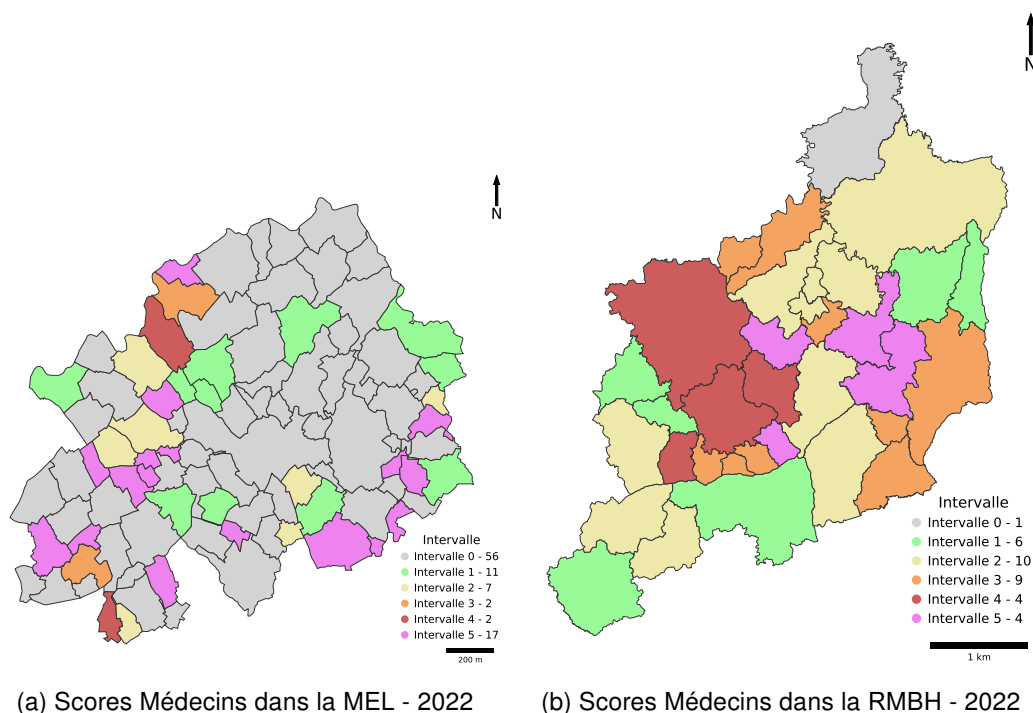 N
Intervalle
Intervalle 0 - 56
Intervalle 1 - 11
Intervalle 2 - 7
Intervalle 3 - 2
Intervalle 4 - 2
Intervalle 5 - 17
200 m
(a) Scores Médecins dans la MEL - 2022
N
Intervalle
Intervalle 0 - 1
Intervalle 1 - 6
Intervalle 2 - 10
Intervalle 3 - 9
Intervalle 4 - 4
Intervalle 5 - 4
1 km
(b) Scores Médecins dans la RMBH - 2022